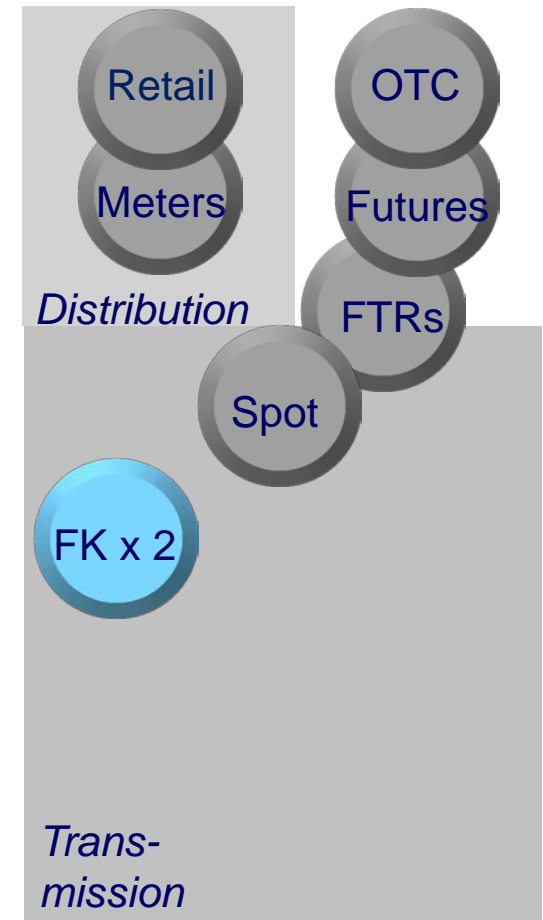 Retail
OTC
Meters
Futures
Distribution
FTRs
Spot
FK x 2
Trans-
mission